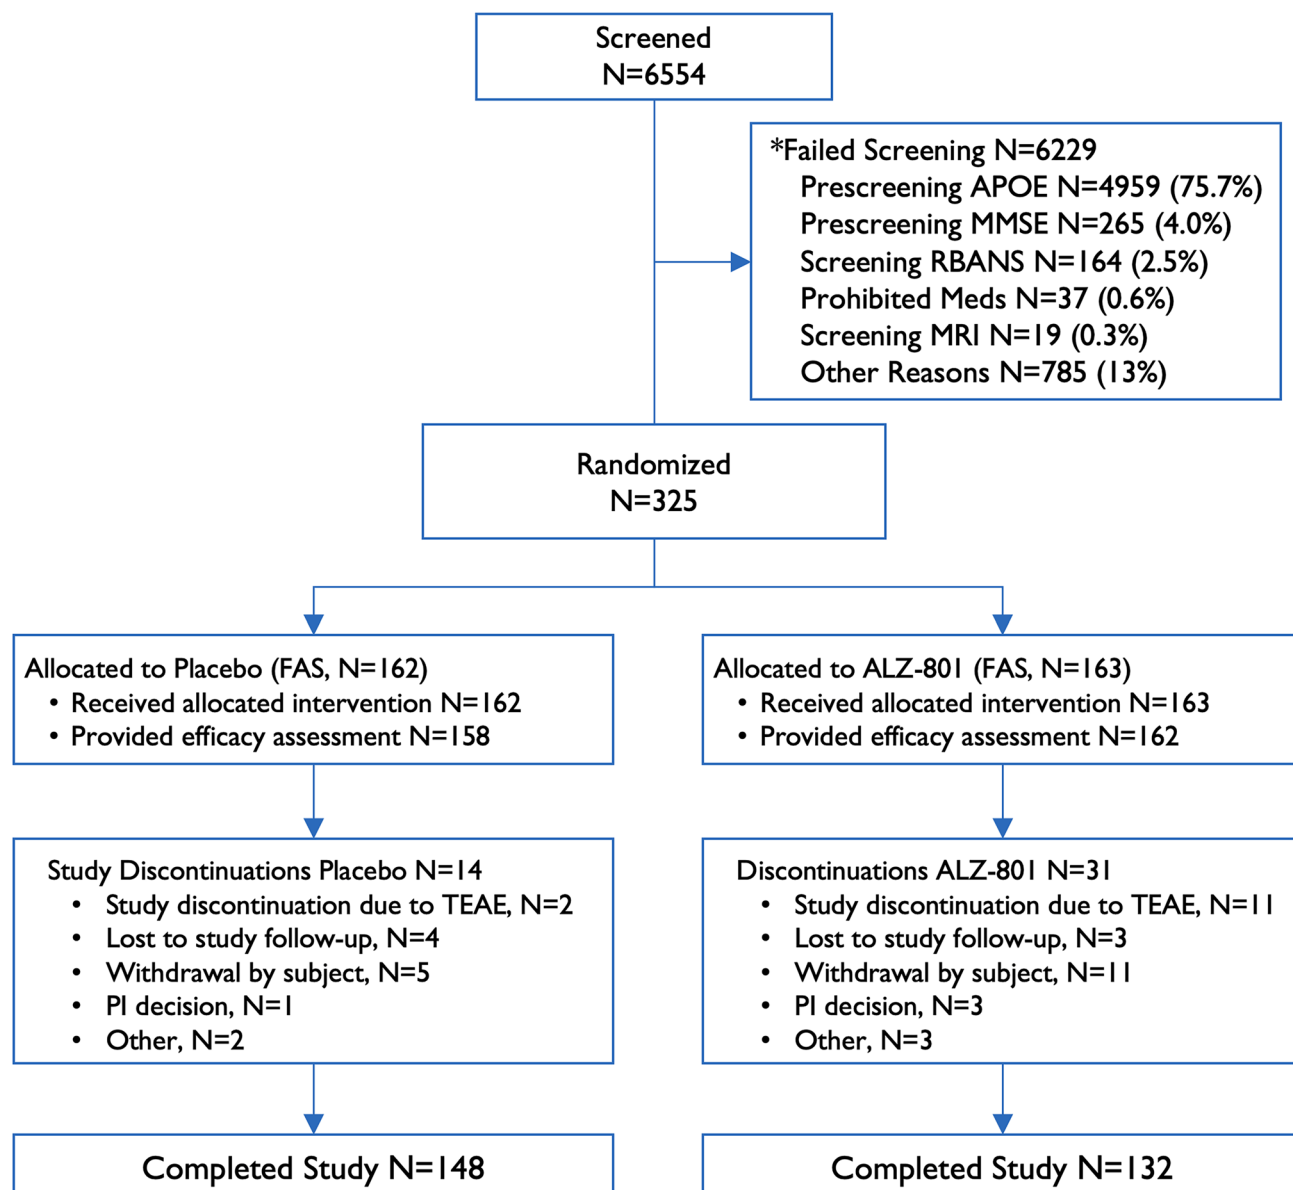 Screened
N=6554
*Failed Screening N=6229
Prescreening APOE N=4959 (75.7%)
Prescreening MMSE N=265 (4.0%)
Screening RBANS N=164 (2.5%)
Prohibited Meds N=37 (0.6%)
Screening MRI N=19 (0.3%)
Other Reasons N=785 (13%)
Randomized
N=325
Allocated to Placebo (FAS, N=162)
• Received allocated intervention N=162
• Provided efficacy assessment N=158
Allocated to ALZ-801 (FAS, N=163)
• Received allocated intervention N=163
• Provided efficacy assessment N=162
Study Discontinuations Placebo N=14
• Study discontinuation due to TEAE, N=2
• Lost to study follow-up, N=4
• Withdrawal by subject, N=5
• PI decision, N=1
• Other, N=2
Discontinuations ALZ-801 N=31
• Study discontinuation due to TEAE, N=11
• Lost to study follow-up, N=3
• Withdrawal by subject, N=11
• PI decision, N=3
• Other, N=3
Completed Study N=148
Completed Study N=132